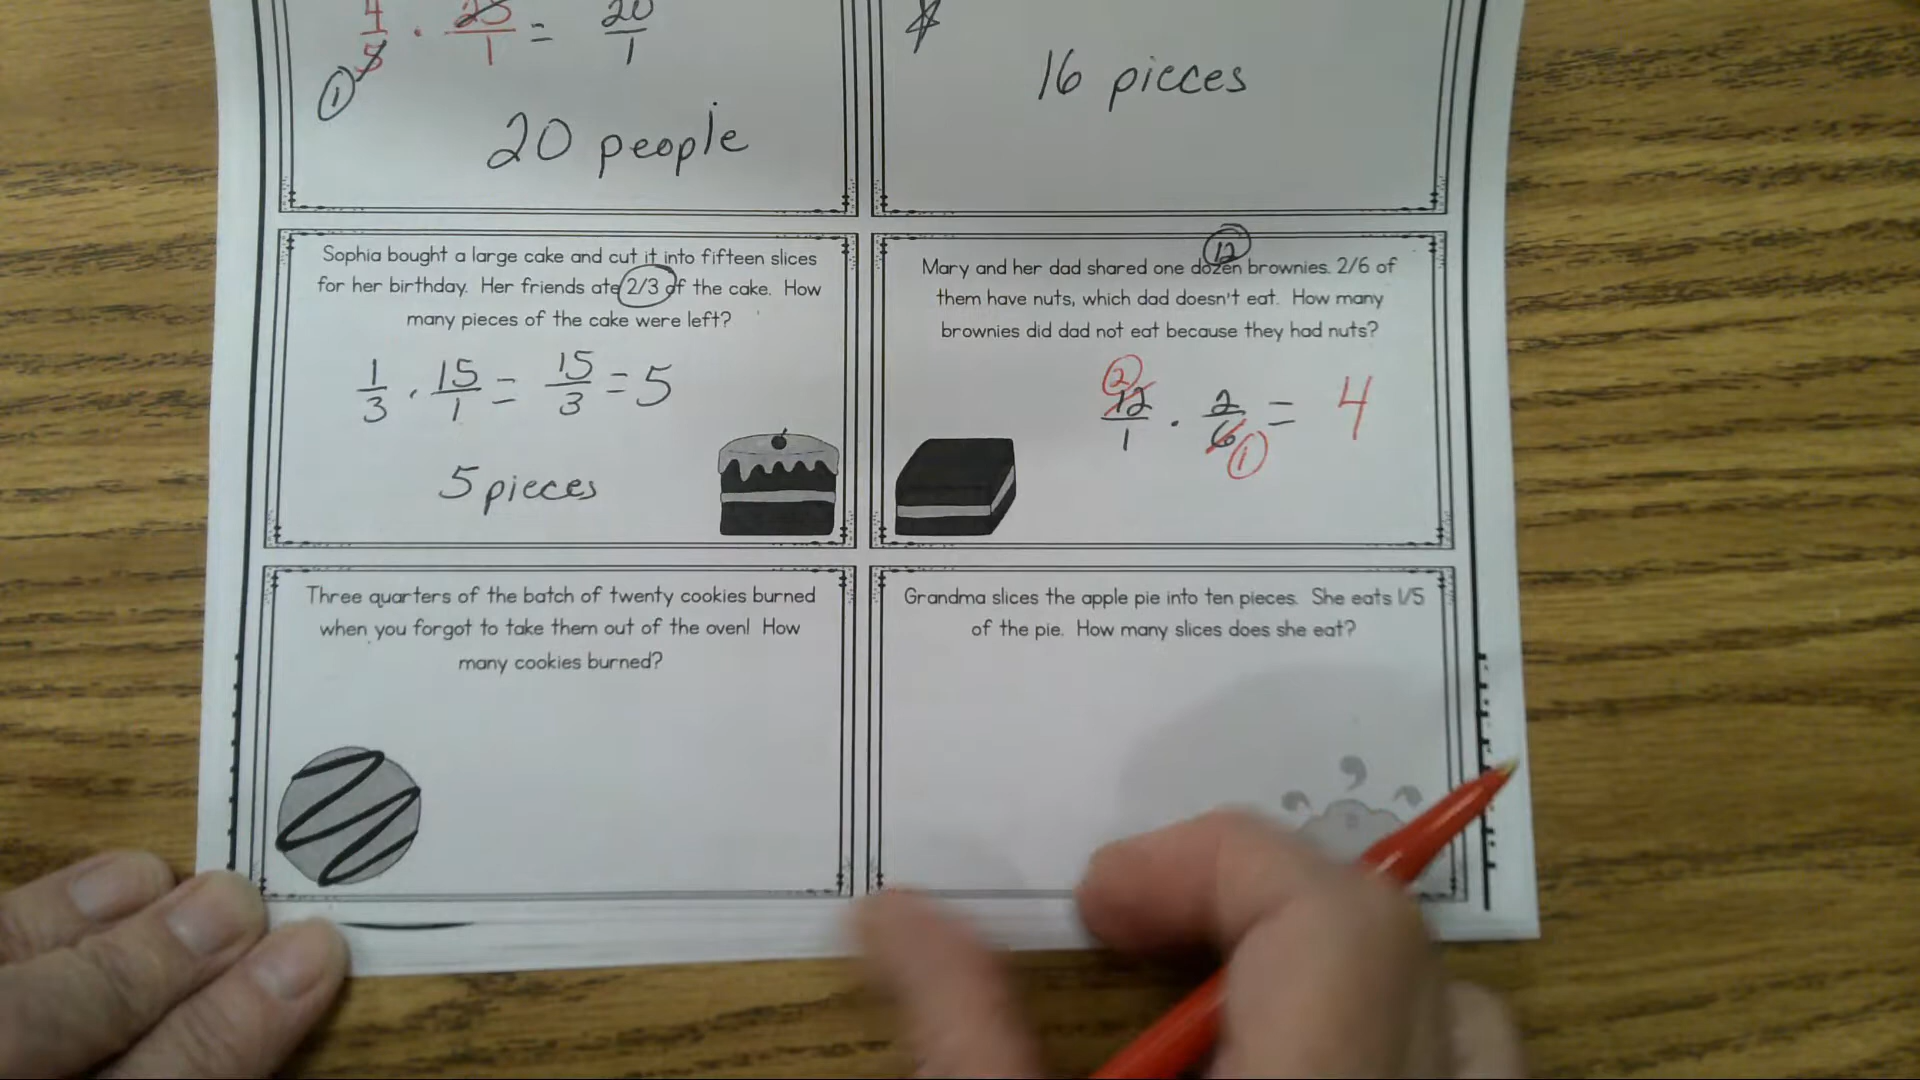 4/5 · 25/1 = 20/1
1
20 people
16 pieces
Sophia bought a large cake and cut it into fifteen slices
for her birthday. Her friends ate 2/3 of the cake. How
many pieces of the cake were left?
1/3 · 15/1 = 15/3 = 5
5 pieces
12
Mary and her dad shared one dozen brownies. 2/6 of
them have nuts, which dad doesn't eat. How many
brownies did dad not eat because they had nuts?
2
12/1 · 2/6 = 4
1
Three quarters of the batch of twenty cookies burned
when you forgot to take them out of the oven! How
many cookies burned?
Grandma slices the apple pie into ten pieces. She eats 1/5
of the pie. How many slices does she eat?